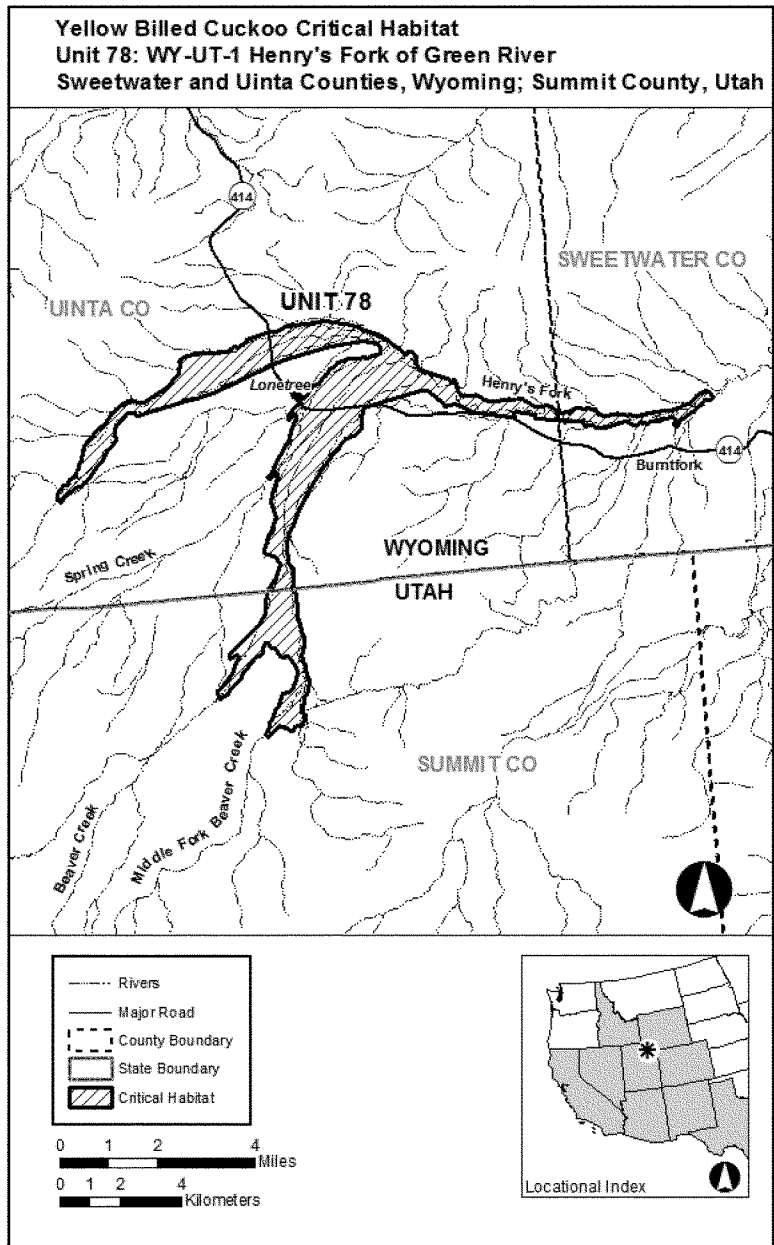 Yellow Billed Cuckoo Critical Habitat
Unit 78: WY-UT-1 Henry's Fork of Green River
Sweetwater and Uinta Counties, Wyoming; Summit County, Utah
414
SWEETWATER CO
UINTA CO
UNIT 78
Lonetree
Henry's Fork
414
Burntfork
Spring Creek
WYOMING
UTAH
SUMMIT CO
Beaver Creek
Middle Fork Beaver Creek
Rivers
Major Road
County Boundary
State Boundary
Critical Habitat
0 1 2 4
Miles
0 1 2 4
Kilometers
Locational Index